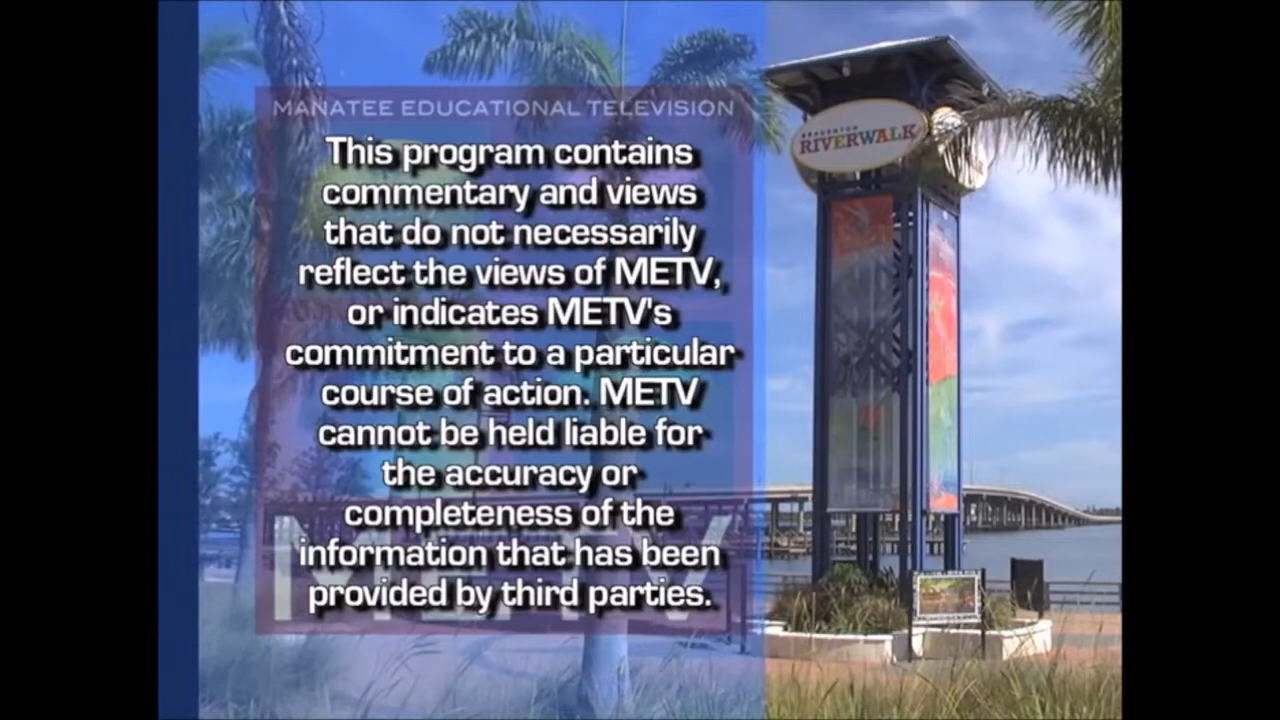 MANATEE EDUCATIONAL TELEVISION
This program contains
commentary and views
that do not necessarily
reflect the views of METV,
or indicates METV's
commitment to a particular
course of action. METV
cannot be held liable for
the accuracy or
completeness of the
information that has been
provided by third parties.
METV
BRADENTON
RIVERWALK